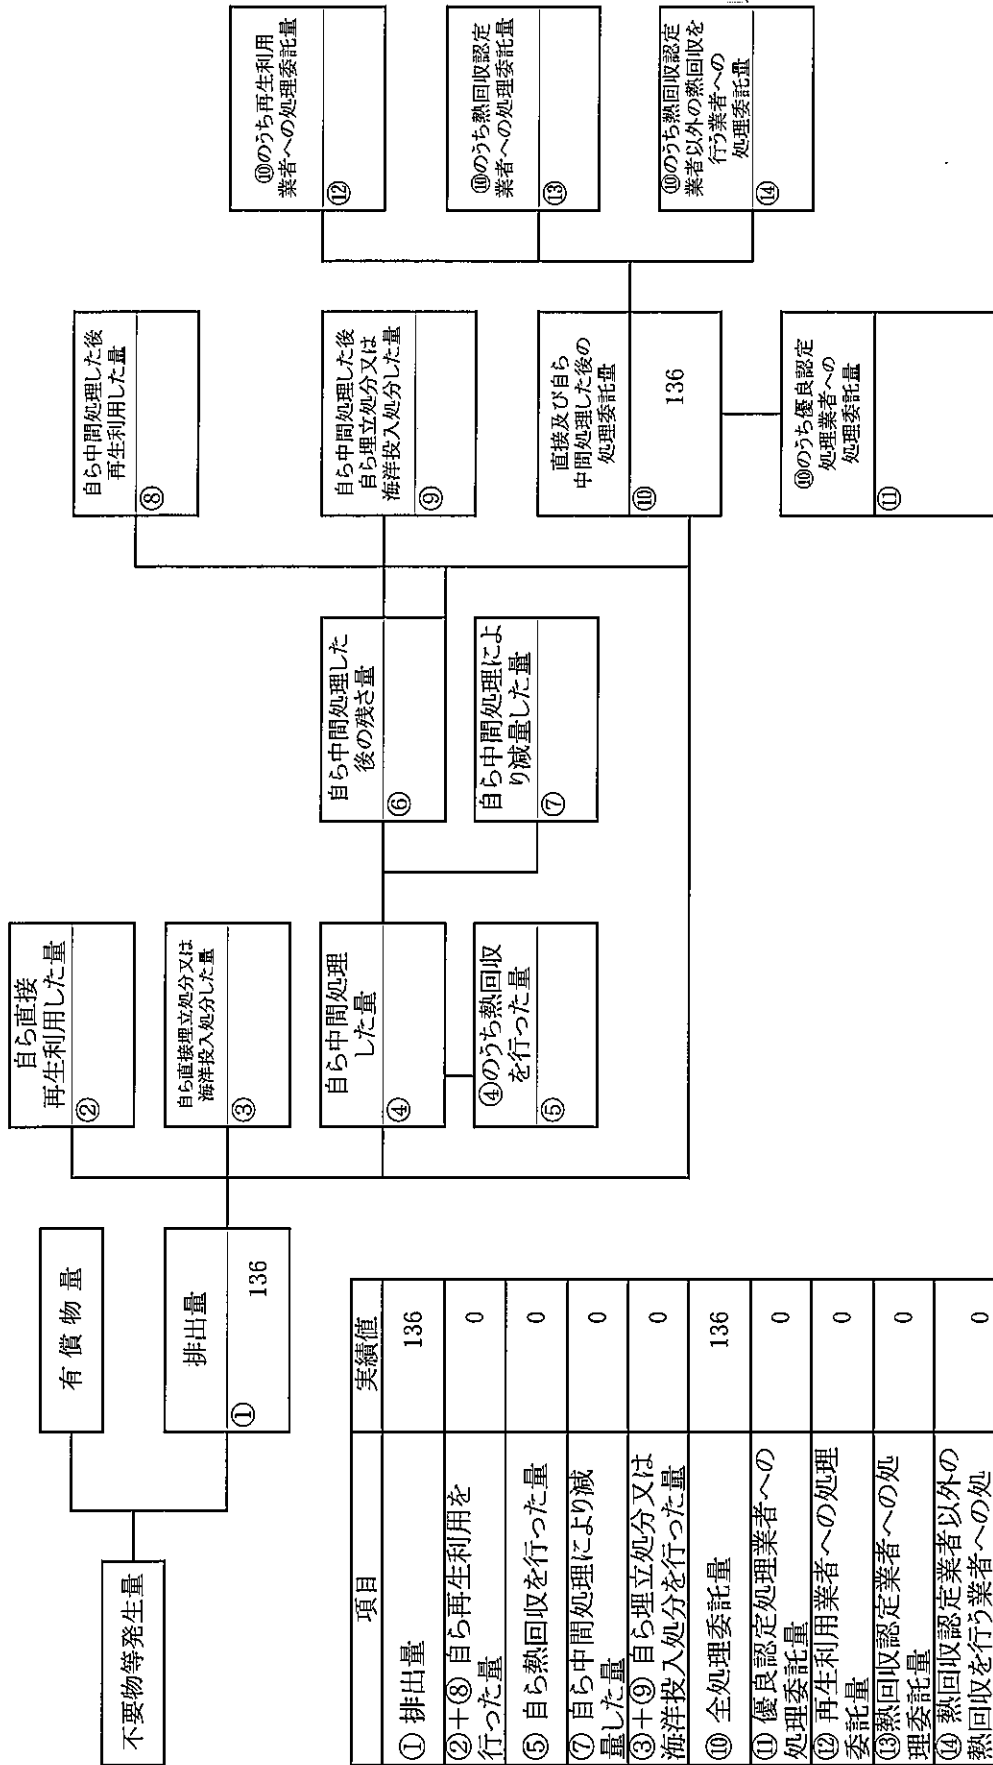 不要物等発生量
有償物量
排出量
①
136
自ら直接
再生利用した量
②
自ら直接埋立処分又は
海洋投入処分した量
③
自ら中間処理
した量
④
④のうち熱回収
を行った量
⑤
自ら中間処理した
後の残さ量
⑥
自ら中間処理によ
り減量した量
⑦
自ら中間処理した後
再生利用した量
⑧
自ら中間処理した後
自ら埋立処分又は
海洋投入処分した量
⑨
直接及び自ら
中間処理した後の
処理委託量
⑩
136
⑩のうち優良認定
処理業者への
処理委託量
⑪
⑩のうち再生利用
業者への処理委託量
⑫
⑩のうち熱回収認定
業者への処理委託量
⑬
⑩のうち熱回収認定
業者以外の熱回収を
行う業者への
処理委託量
⑭
項目 実績値
①排出量 136
②+⑧自ら再生利用を
行った量 0
⑤自ら熱回収を行った量 0
⑦自ら中間処理により減
量した量 0
③+⑨自ら埋立処分又は
海洋投入処分を行った量 0
⑩全処理委託量 136
⑪優良認定処理業者への
処理委託量 0
⑫再生利用業者への処理
委託量 0
⑬熱回収認定業者への処
理委託量 0
⑭熱回収認定業者以外の
熱回収を行う業者への処 0